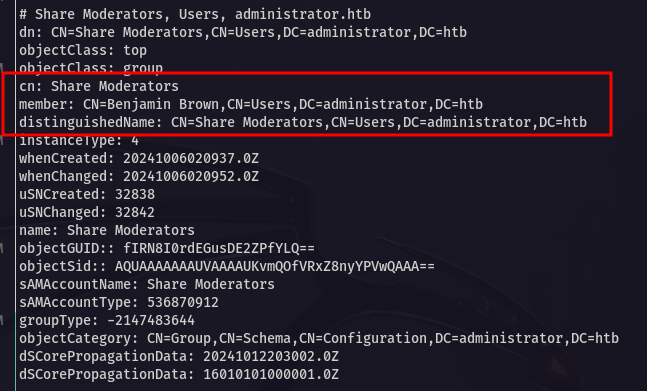 # Share Moderators, Users, administrator.htb
dn: CN=Share Moderators,CN=Users,DC=administrator,DC=htb
objectClass: top
objectClass: group
cn: Share Moderators
member: CN=Benjamin Brown,CN=Users,DC=administrator,DC=htb
distinguishedName: CN=Share Moderators,CN=Users,DC=administrator,DC=htb
instanceType: 4
whenCreated: 20241006020937.0Z
whenChanged: 20241006020952.0Z
uSNCreated: 32838
uSNChanged: 32842
name: Share Moderators
objectGUID:: fIRN8I0rdEGusDE2ZPfYLQ==
objectSid:: AQUAAAAAAAUVAAAAUKvmQOfVRxZ8nyYPVwQAAA==
sAMAccountName: Share Moderators
sAMAccountType: 536870912
groupType: -2147483644
objectCategory: CN=Group,CN=Schema,CN=Configuration,DC=administrator,DC=htb
dSCorePropagationData: 20241012203002.0Z
dSCorePropagationData: 16010101000001.0Z